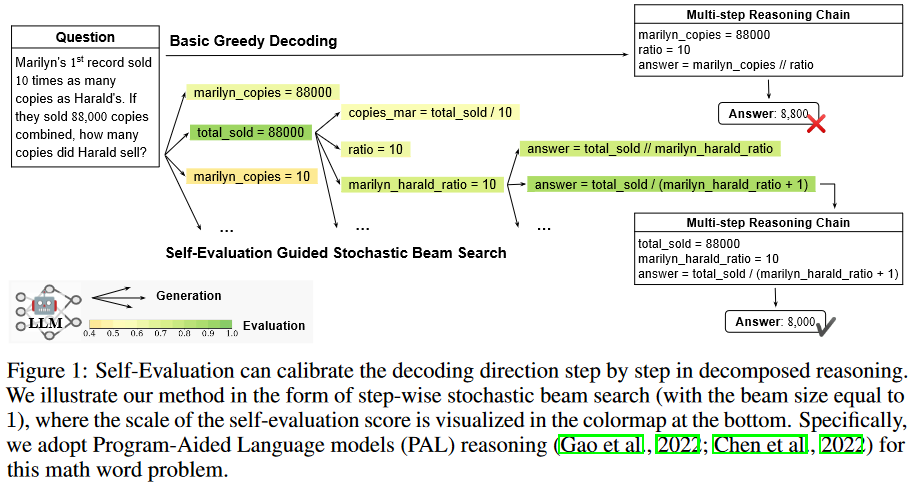 Question
Marilyn's 1st record sold
10 times as many
copies as Harald's. If
they sold 88,000 copies
combined, how many
copies did Harald sell?
Basic Greedy Decoding
Multi-step Reasoning Chain
marilyn_copies = 88000
ratio = 10
answer = marilyn_copies // ratio
Answer: 8,800
marilyn_copies = 88000
total_sold = 88000
marilyn_copies = 10
...
copies_mar = total_sold / 10
ratio = 10
marilyn_harald_ratio = 10
...
answer = total_sold // marilyn_harald_ratio
answer = total_sold / (marilyn_harald_ratio + 1)
...
Self-Evaluation Guided Stochastic Beam Search
Multi-step Reasoning Chain
total_sold = 88000
marilyn_harald_ratio = 10
answer = total_sold / (marilyn_harald_ratio + 1)
Answer: 8,000
LLM
Generation
Evaluation
0.4 0.5 0.6 0.7 0.8 0.9 1.0
Figure 1: Self-Evaluation can calibrate the decoding direction step by step in decomposed reasoning.
We illustrate our method in the form of step-wise stochastic beam search (with the beam size equal to
1), where the scale of the self-evaluation score is visualized in the colormap at the bottom. Specifically,
we adopt Program-Aided Language models (PAL) reasoning (Gao et al., 2022; Chen et al., 2022) for
this math word problem.